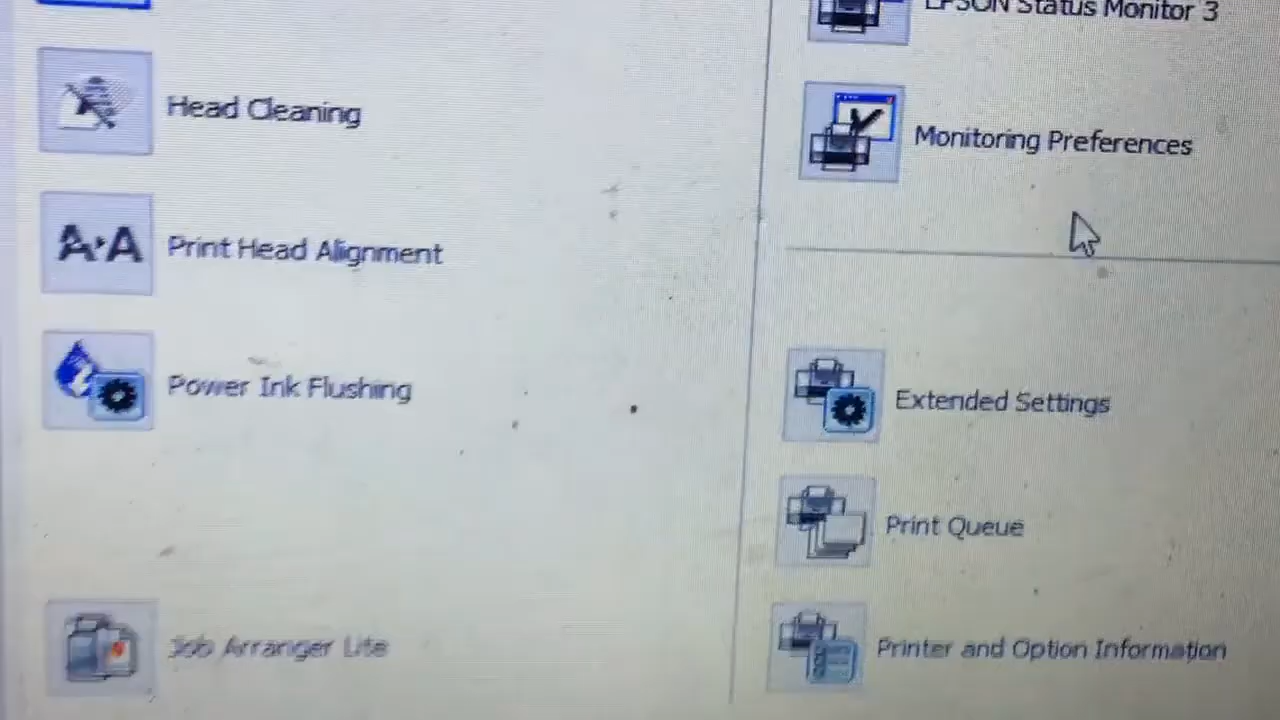 Head Cleaning
Print Head Alignment
Power Ink Flushing
Job Arranger Lite
EPSON Status Monitor 3
Monitoring Preferences
Extended Settings
Print Queue
Printer and Option Information